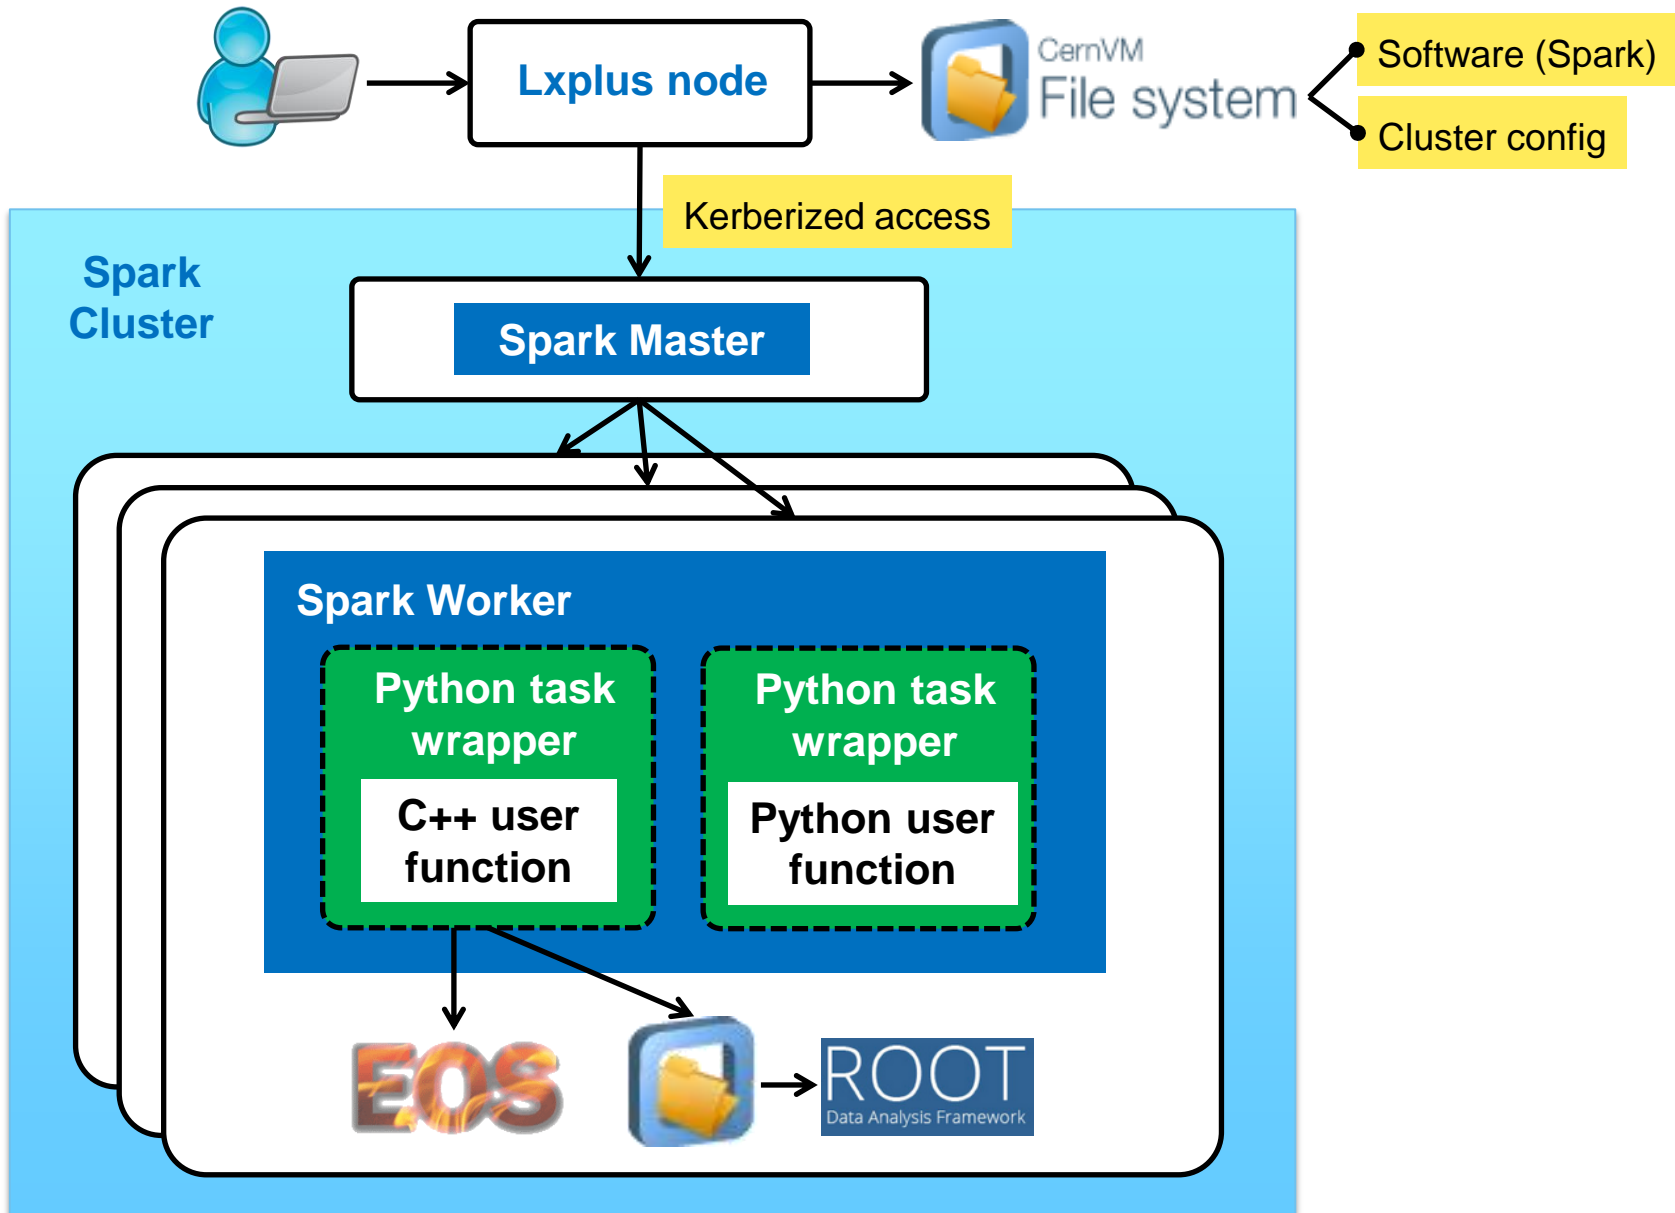 Lxplus node
CernVM
File system
Software (Spark)
Cluster config
Kerberized access
Spark
Cluster
Spark Master
Spark Worker
Python task
wrapper
C++ user
function
Python task
wrapper
Python user
function
EOS
ROOT
Data Analysis Framework